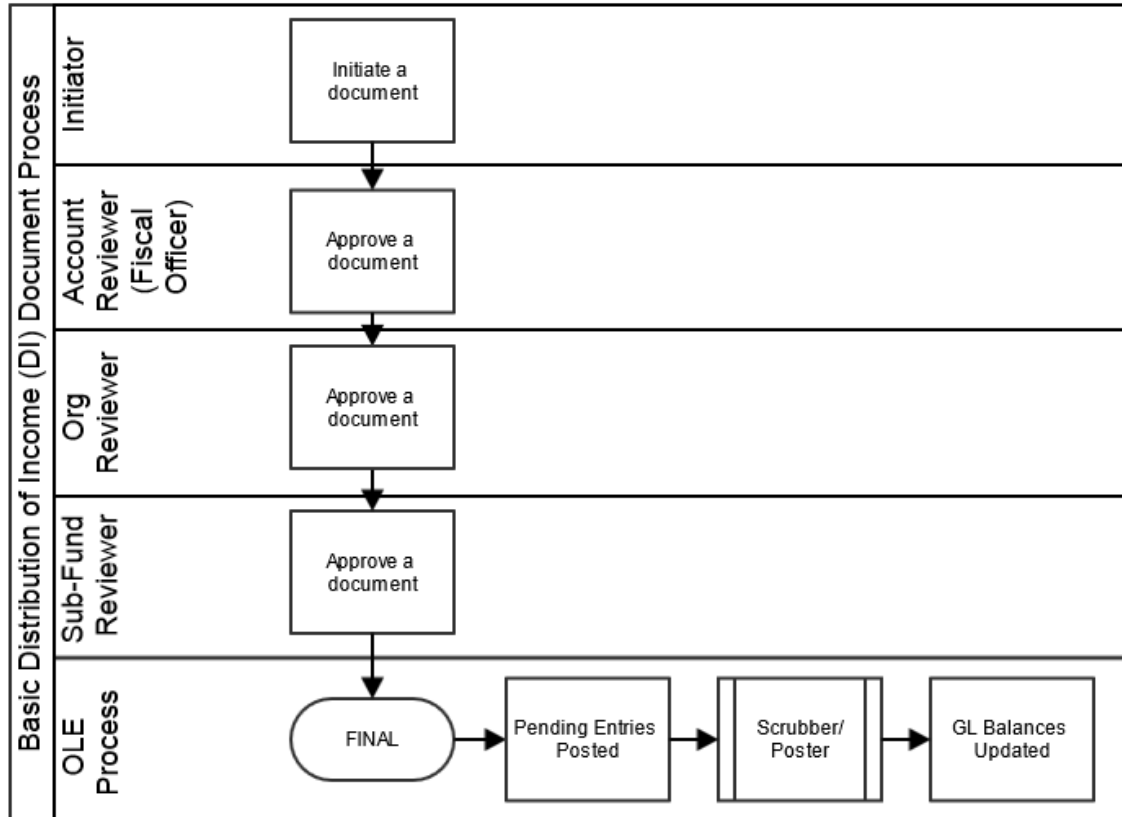 Basic Distribution of Income (DI) Document Process
Initiator
Initiate a
document
Account
Reviewer
(Fiscal
Officer)
Approve a
document
Org
Reviewer
Approve a
document
Sub-Fund
Reviewer
Approve a
document
OLE
Process
FINAL
Pending Entries
Posted
Scrubber/
Poster
GL Balances
Updated